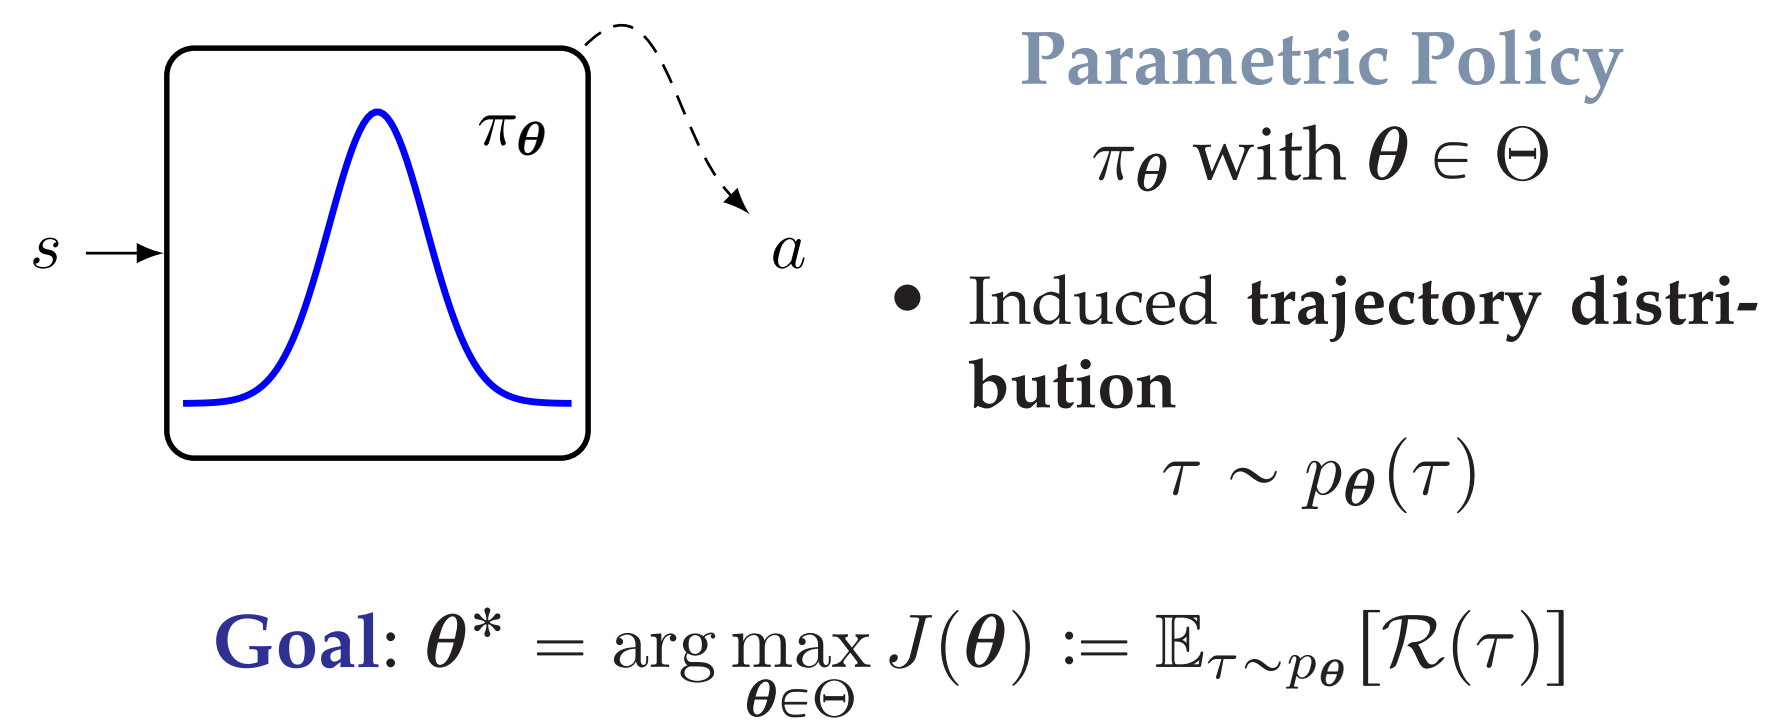 π_θ
s
a
Parametric Policy
π_θ with θ ∈ Θ
• Induced trajectory distri-
bution
τ ∼ p_θ(τ)
Goal: θ* = arg max_{θ∈Θ} J(θ) := 𝔼_{τ∼p_θ}[ℛ(τ)]